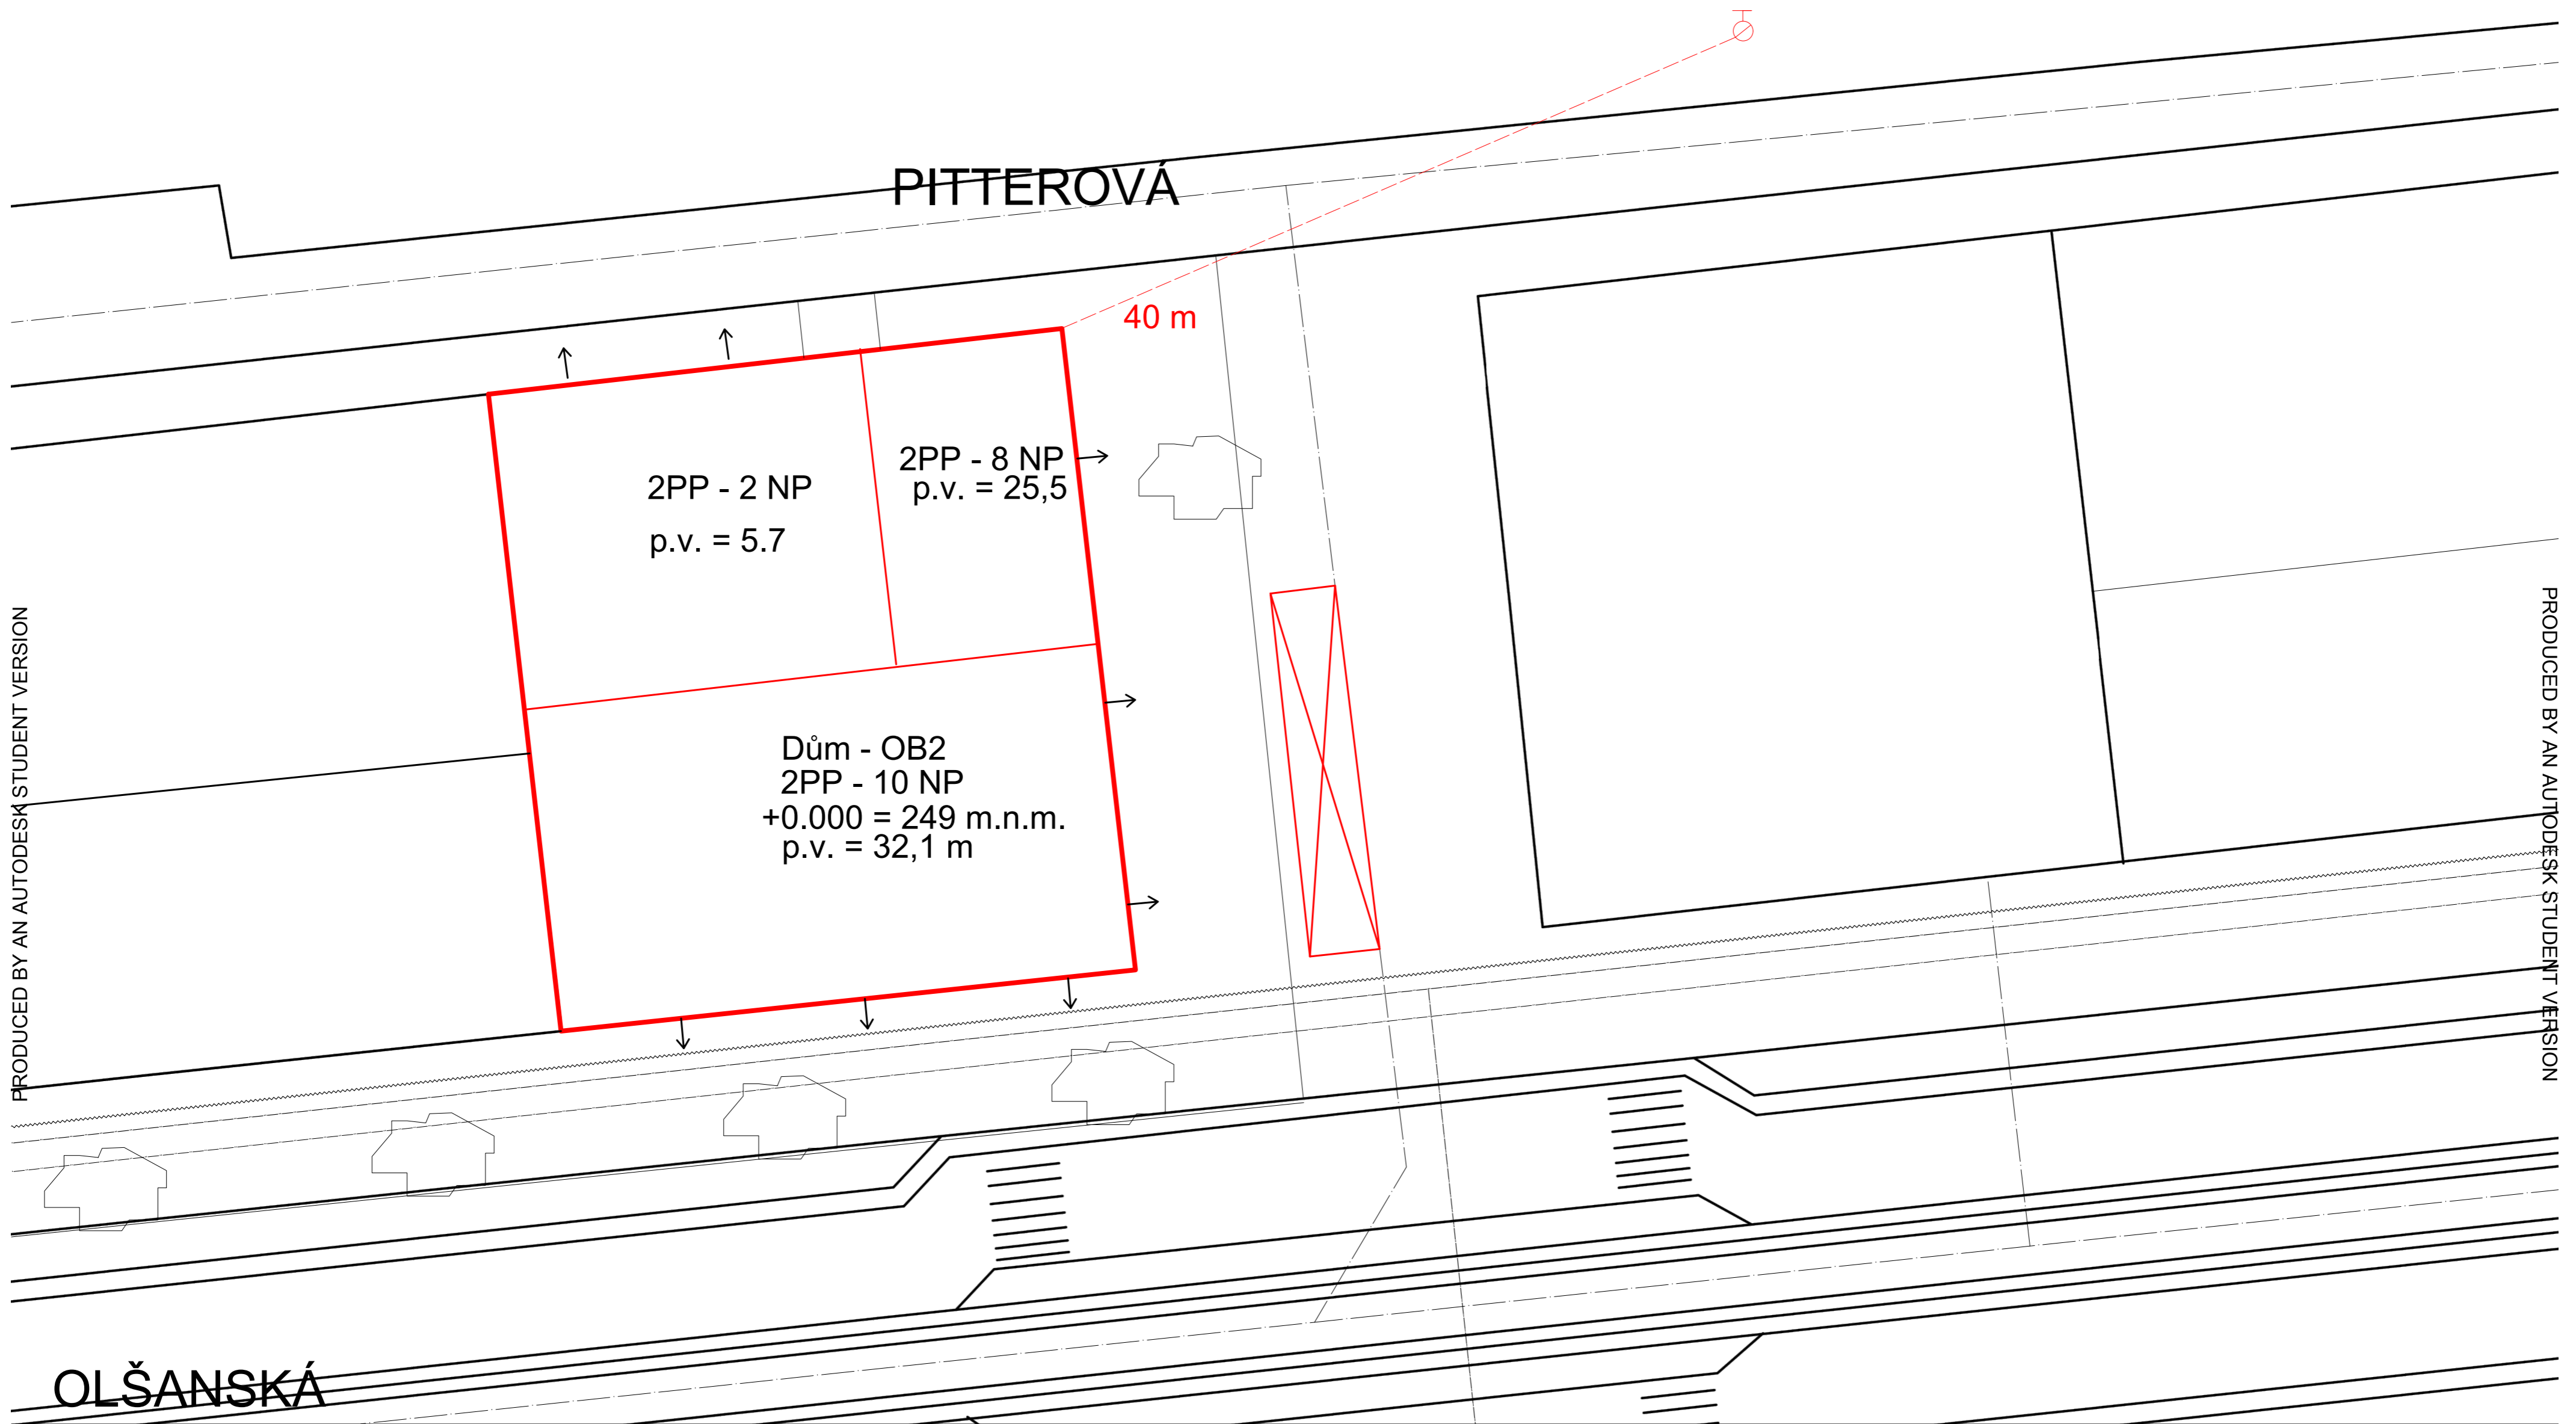 PITTEROVÁ
40 m
2PP - 2 NP
p.v. = 5.7
2PP - 8 NP
p.v. = 25,5
Dům - OB2
2PP - 10 NP
+0.000 = 249 m.n.m.
p.v. = 32,1 m
OLŠANSKÁ
PRODUCED BY AN AUTODESK STUDENT VERSION
PRODUCED BY AN AUTODESK STUDENT VERSION